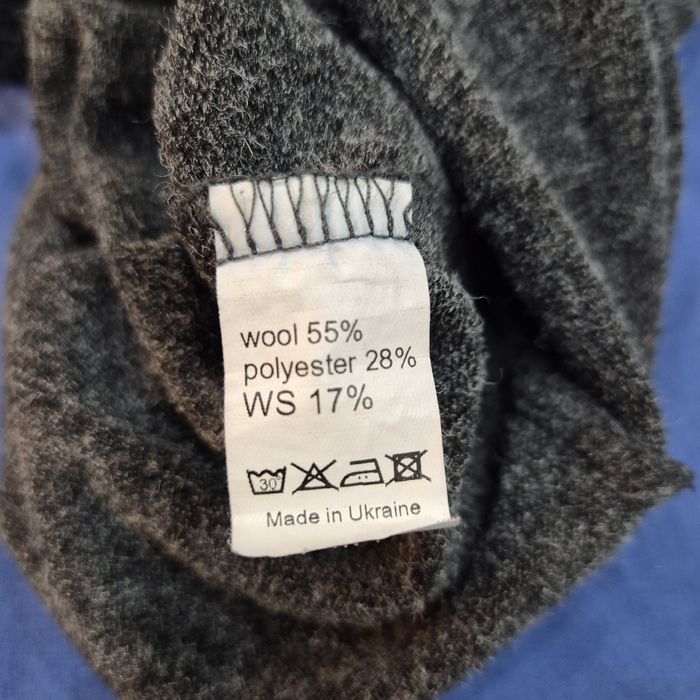 wool 55%
polyester 28%
WS 17%
30
Made in Ukraine